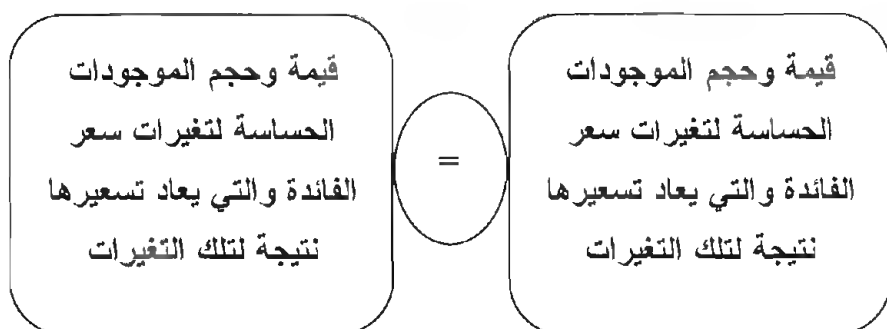 قيمة وحجم الموجودات
الحساسة لتغيرات سعر
الفائدة والتي يعاد تسعيرها
نتيجة لتلك التغيرات
=
قيمة وحجم الموجودات
الحساسة لتغيرات سعر
الفائدة والتي يعاد تسعيرها
نتيجة لتلك التغيرات